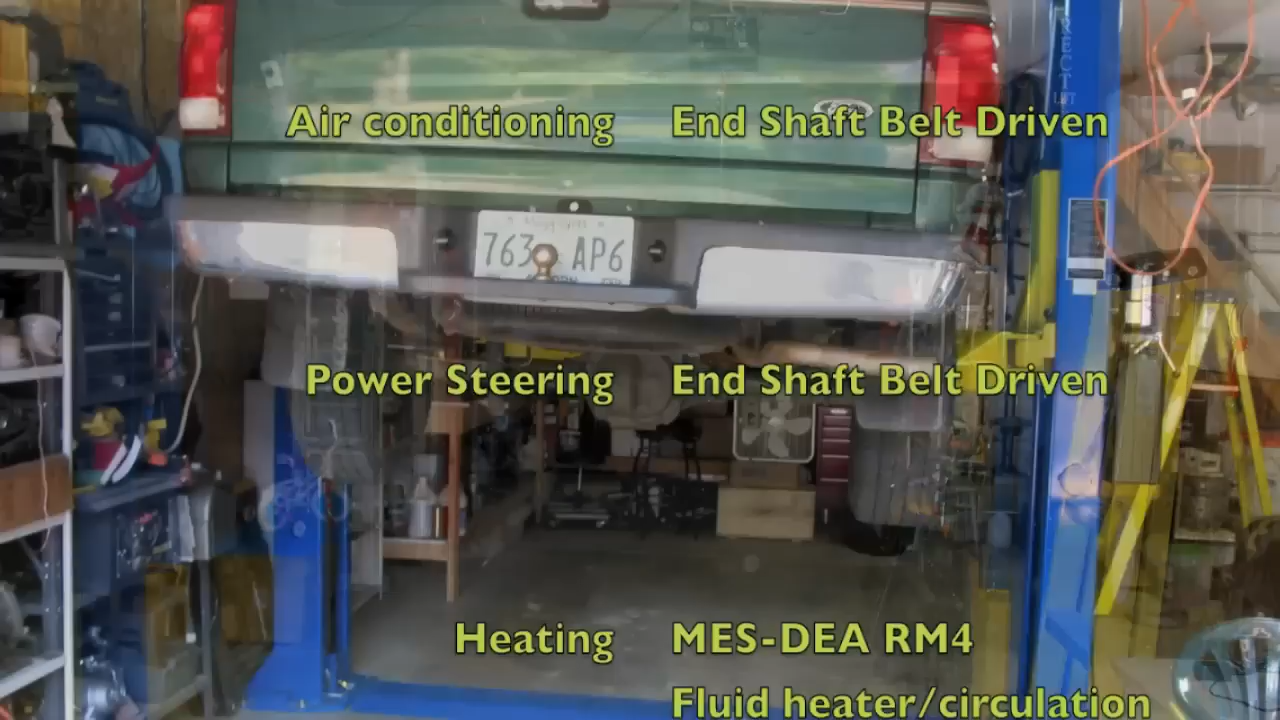 Air conditioning End Shaft Belt Driven
763 AP6
Power Steering End Shaft Belt Driven
Heating MES-DEA RM4
Fluid heater/circulation